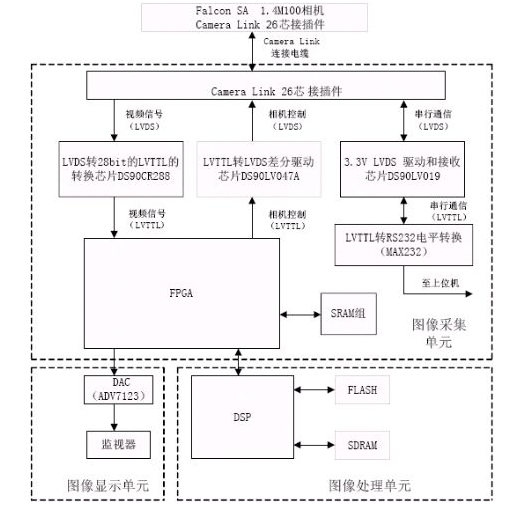 Falcon SA 1.4M100相机
Camera Link 26芯接插件
Camera Link
连接电缆
Camera Link 26芯 接插件
视频信号
（LVDS）
相机控制
（LVDS）
串行通信
（LVDS）
LVDS转28bit的LVTTL的
转换芯片DS90CR288
LVTTL转LVDS差分驱动
芯片DS90LV047A
3.3V LVDS 驱动和接收
芯片DS90LV019
视频信号
（LVTTL）
相机控制
（LVTTL）
串行通信
（LVTTL）
LVTTL转RS232电平转换
（MAX232）
至上位机
FPGA
SRAM组
图像采集
单元
DAC
（ADV7123）
监视器
图像显示单元
DSP
FLASH
SDRAM
图像处理单元